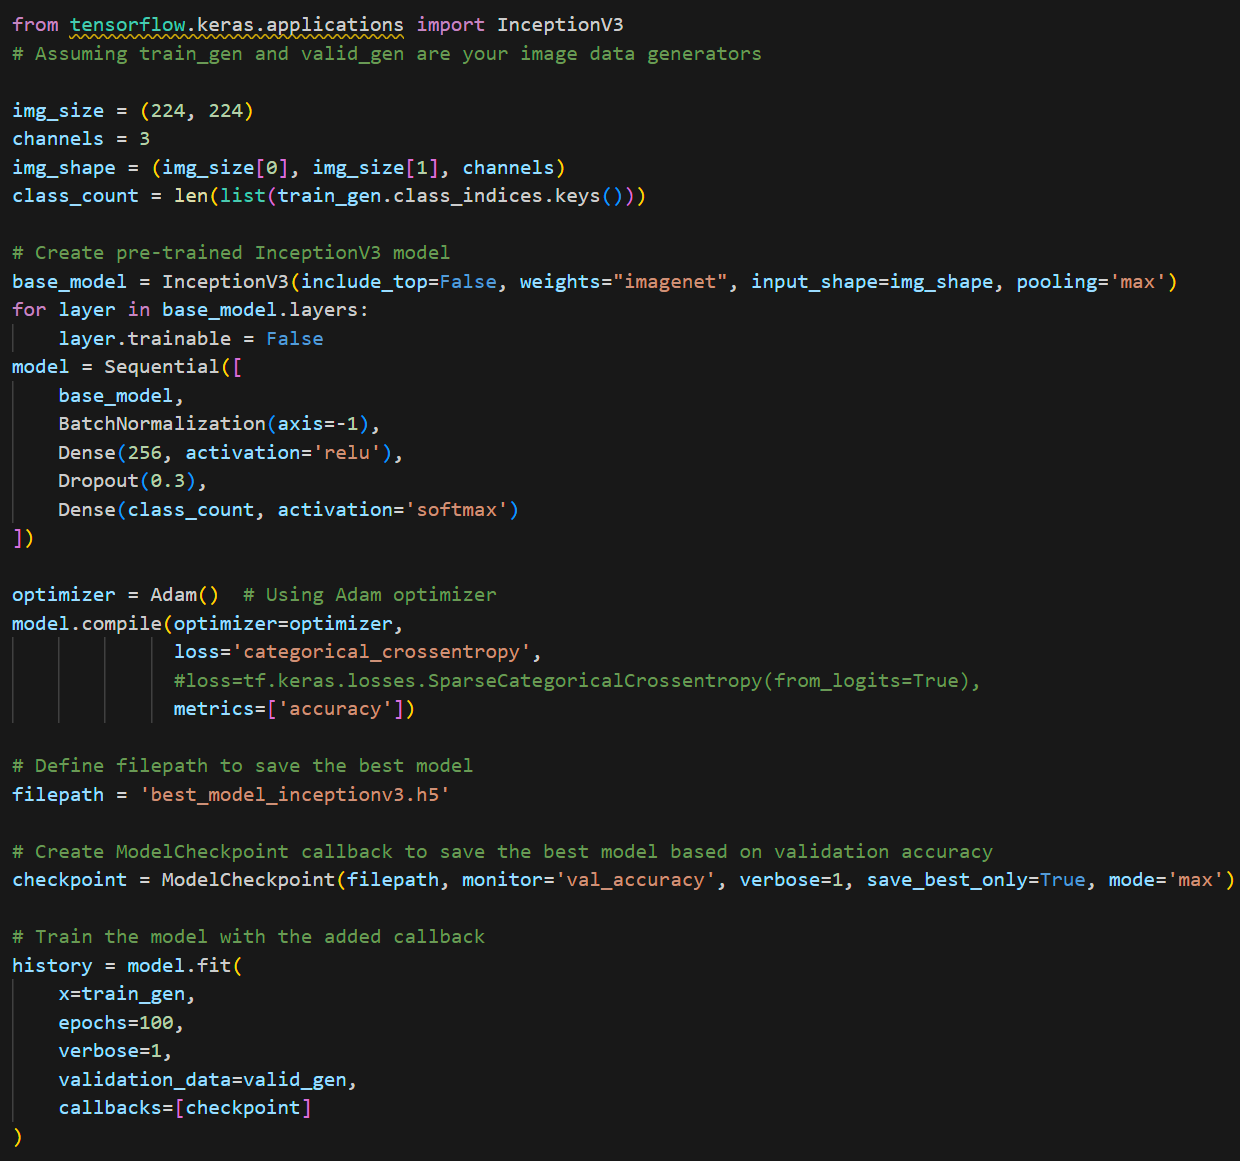 from tensorflow.keras.applications import InceptionV3
# Assuming train_gen and valid_gen are your image data generators

img_size = (224, 224)
channels = 3
img_shape = (img_size[0], img_size[1], channels)
class_count = len(list(train_gen.class_indices.keys()))

# Create pre-trained InceptionV3 model
base_model = InceptionV3(include_top=False, weights="imagenet", input_shape=img_shape, pooling='max')
for layer in base_model.layers:
    layer.trainable = False
model = Sequential([
    base_model,
    BatchNormalization(axis=-1),
    Dense(256, activation='relu'),
    Dropout(0.3),
    Dense(class_count, activation='softmax')
])

optimizer = Adam()  # Using Adam optimizer
model.compile(optimizer=optimizer,
              loss='categorical_crossentropy',
              #loss=tf.keras.losses.SparseCategoricalCrossentropy(from_logits=True),
              metrics=['accuracy'])

# Define filepath to save the best model
filepath = 'best_model_inceptionv3.h5'

# Create ModelCheckpoint callback to save the best model based on validation accuracy
checkpoint = ModelCheckpoint(filepath, monitor='val_accuracy', verbose=1, save_best_only=True, mode='max')

# Train the model with the added callback
history = model.fit(
    x=train_gen,
    epochs=100,
    verbose=1,
    validation_data=valid_gen,
    callbacks=[checkpoint]
)